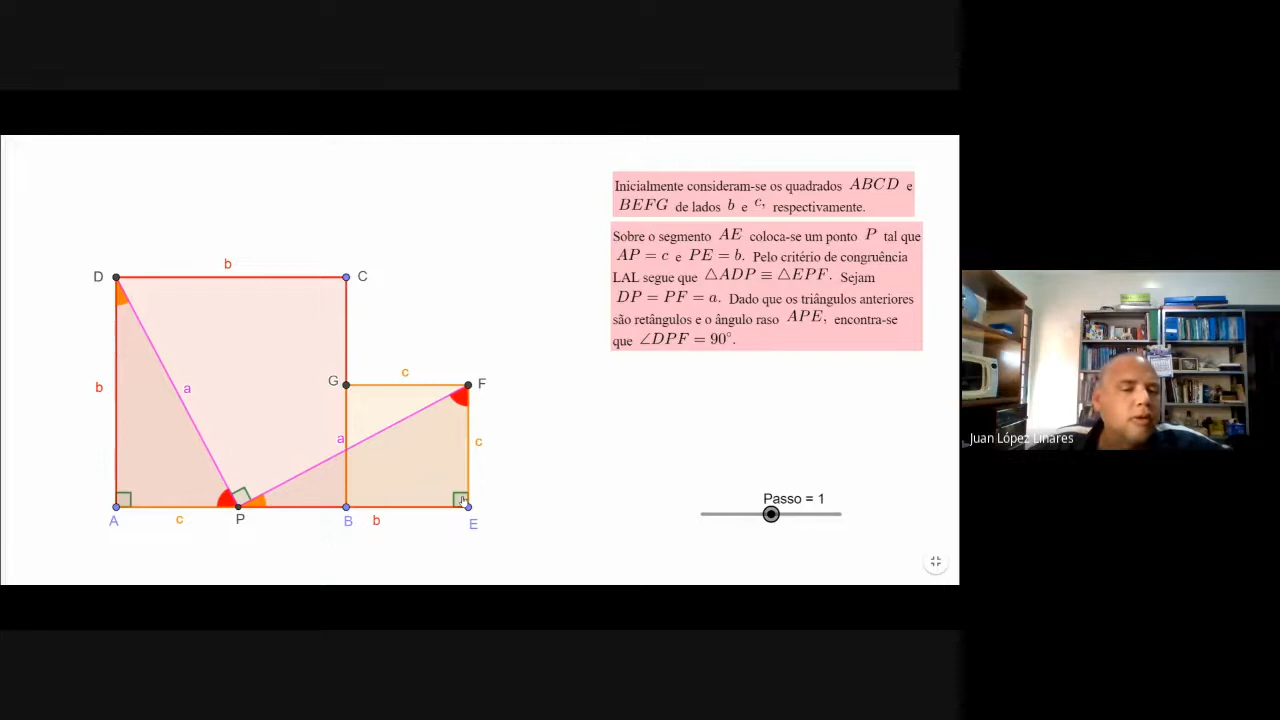 Inicialmente consideram-se os quadrados ABCD e
BEFG de lados b e c, respectivamente.
Sobre o segmento AE coloca-se um ponto P tal que
AP = c e PE = b. Pelo critério de congruência
LAL segue que △ADP ≡ △EPF. Sejam
DP = PF = a. Dado que os triângulos anteriores
são retângulos e o ângulo raso APE, encontra-se
que ∠DPF = 90°.
b
D
C
G
c
F
b
a
a
c
A
c
P
B
b
E
Passo = 1
Juan López Linares